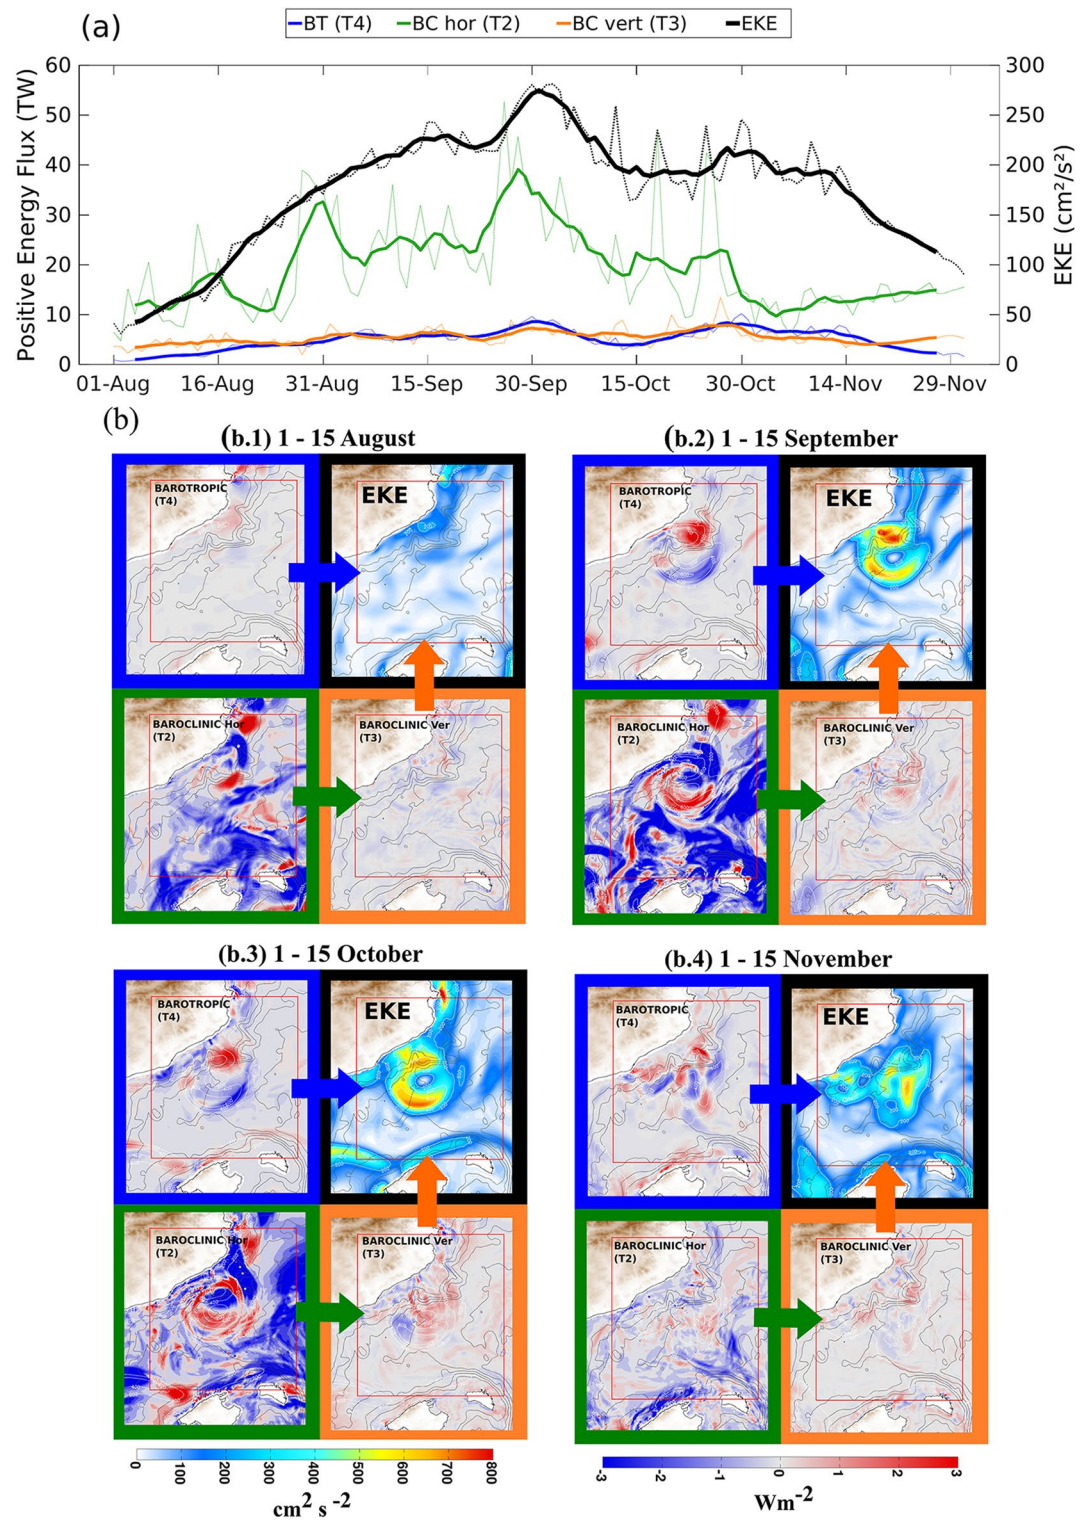 (a)
BT (T4) BC hor (T2) BC vert (T3) EKE
Positive Energy Flux (TW)
60
50
40
30
20
10
0
EKE (cm²/s²)
300
250
200
150
100
50
0
01-Aug 16-Aug 31-Aug 15-Sep 30-Sep 15-Oct 30-Oct 14-Nov 29-Nov
(b)
(b.1) 1 - 15 August
BAROTROPIC
(T4)
EKE
BAROCLINIC Hor
(T2)
BAROCLINIC Ver
(T3)
(b.2) 1 - 15 September
BAROTROPIC
(T4)
EKE
BAROCLINIC Hor
(T2)
BAROCLINIC Ver
(T3)
(b.3) 1 - 15 October
BAROTROPIC
(T4)
EKE
BAROCLINIC Hor
(T2)
BAROCLINIC Ver
(T3)
(b.4) 1 - 15 November
BAROTROPIC
(T4)
EKE
BAROCLINIC Hor
(T2)
BAROCLINIC Ver
(T3)
0 100 200 300 400 500 600 700 800
cm² s⁻²
-3 -2 -1 0 1 2 3
Wm⁻²